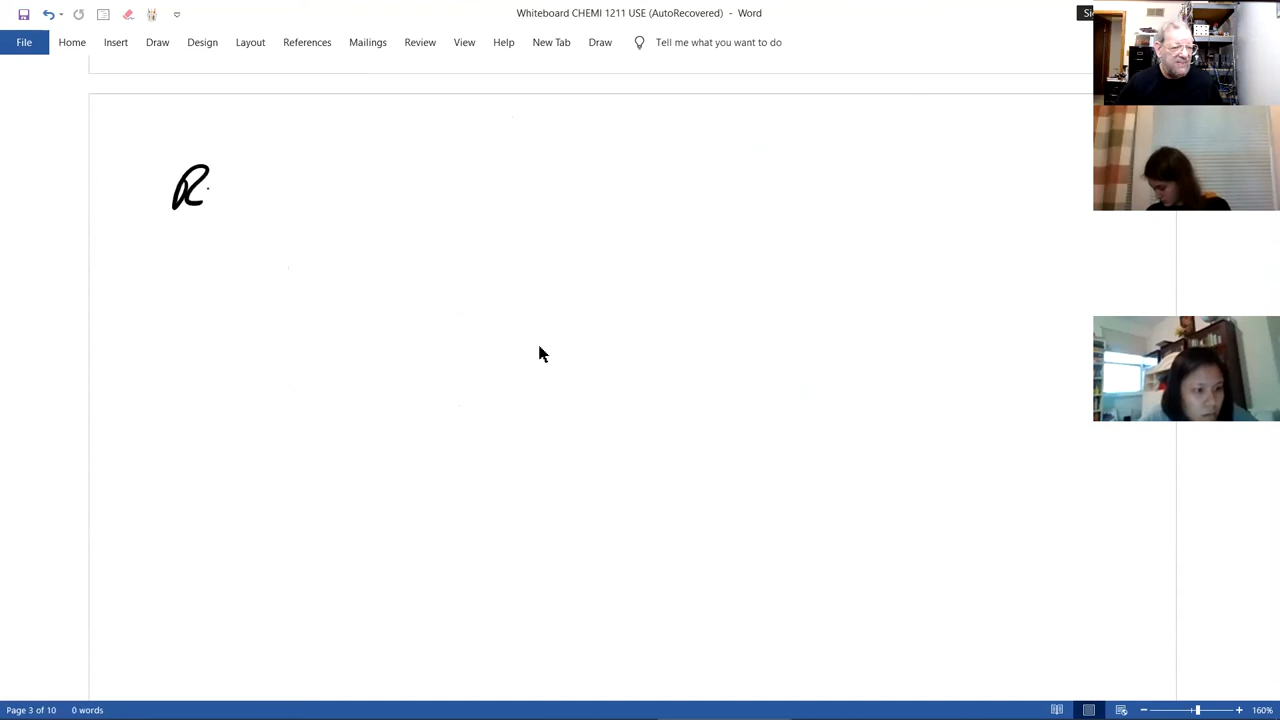 Whiteboard CHEMI 1211 USE (AutoRecovered) - Word
File Home Insert Draw Design Layout References Mailings Review View Help New Tab Draw Tell me what you want to do
R
Page 3 of 10 0 words 160%